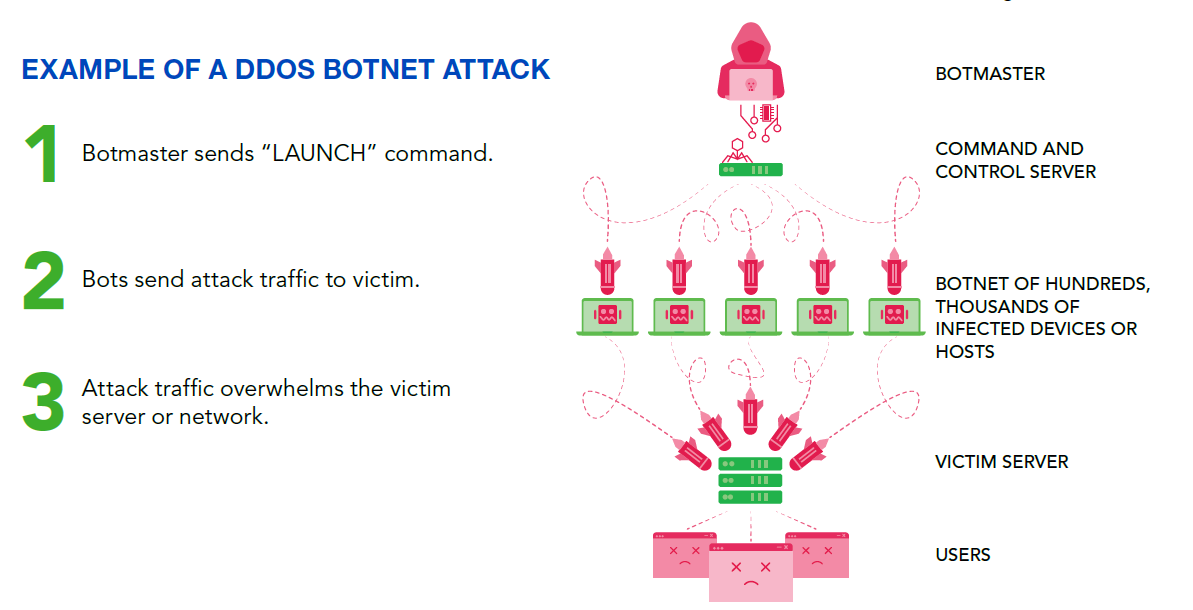 EXAMPLE OF A DDOS BOTNET ATTACK
1
Botmaster sends “LAUNCH” command.
2
Bots send attack traffic to victim.
3
Attack traffic overwhelms the victim
server or network.
BOTMASTER
COMMAND AND
CONTROL SERVER
BOTNET OF HUNDREDS,
THOUSANDS OF
INFECTED DEVICES OR
HOSTS
VICTIM SERVER
USERS